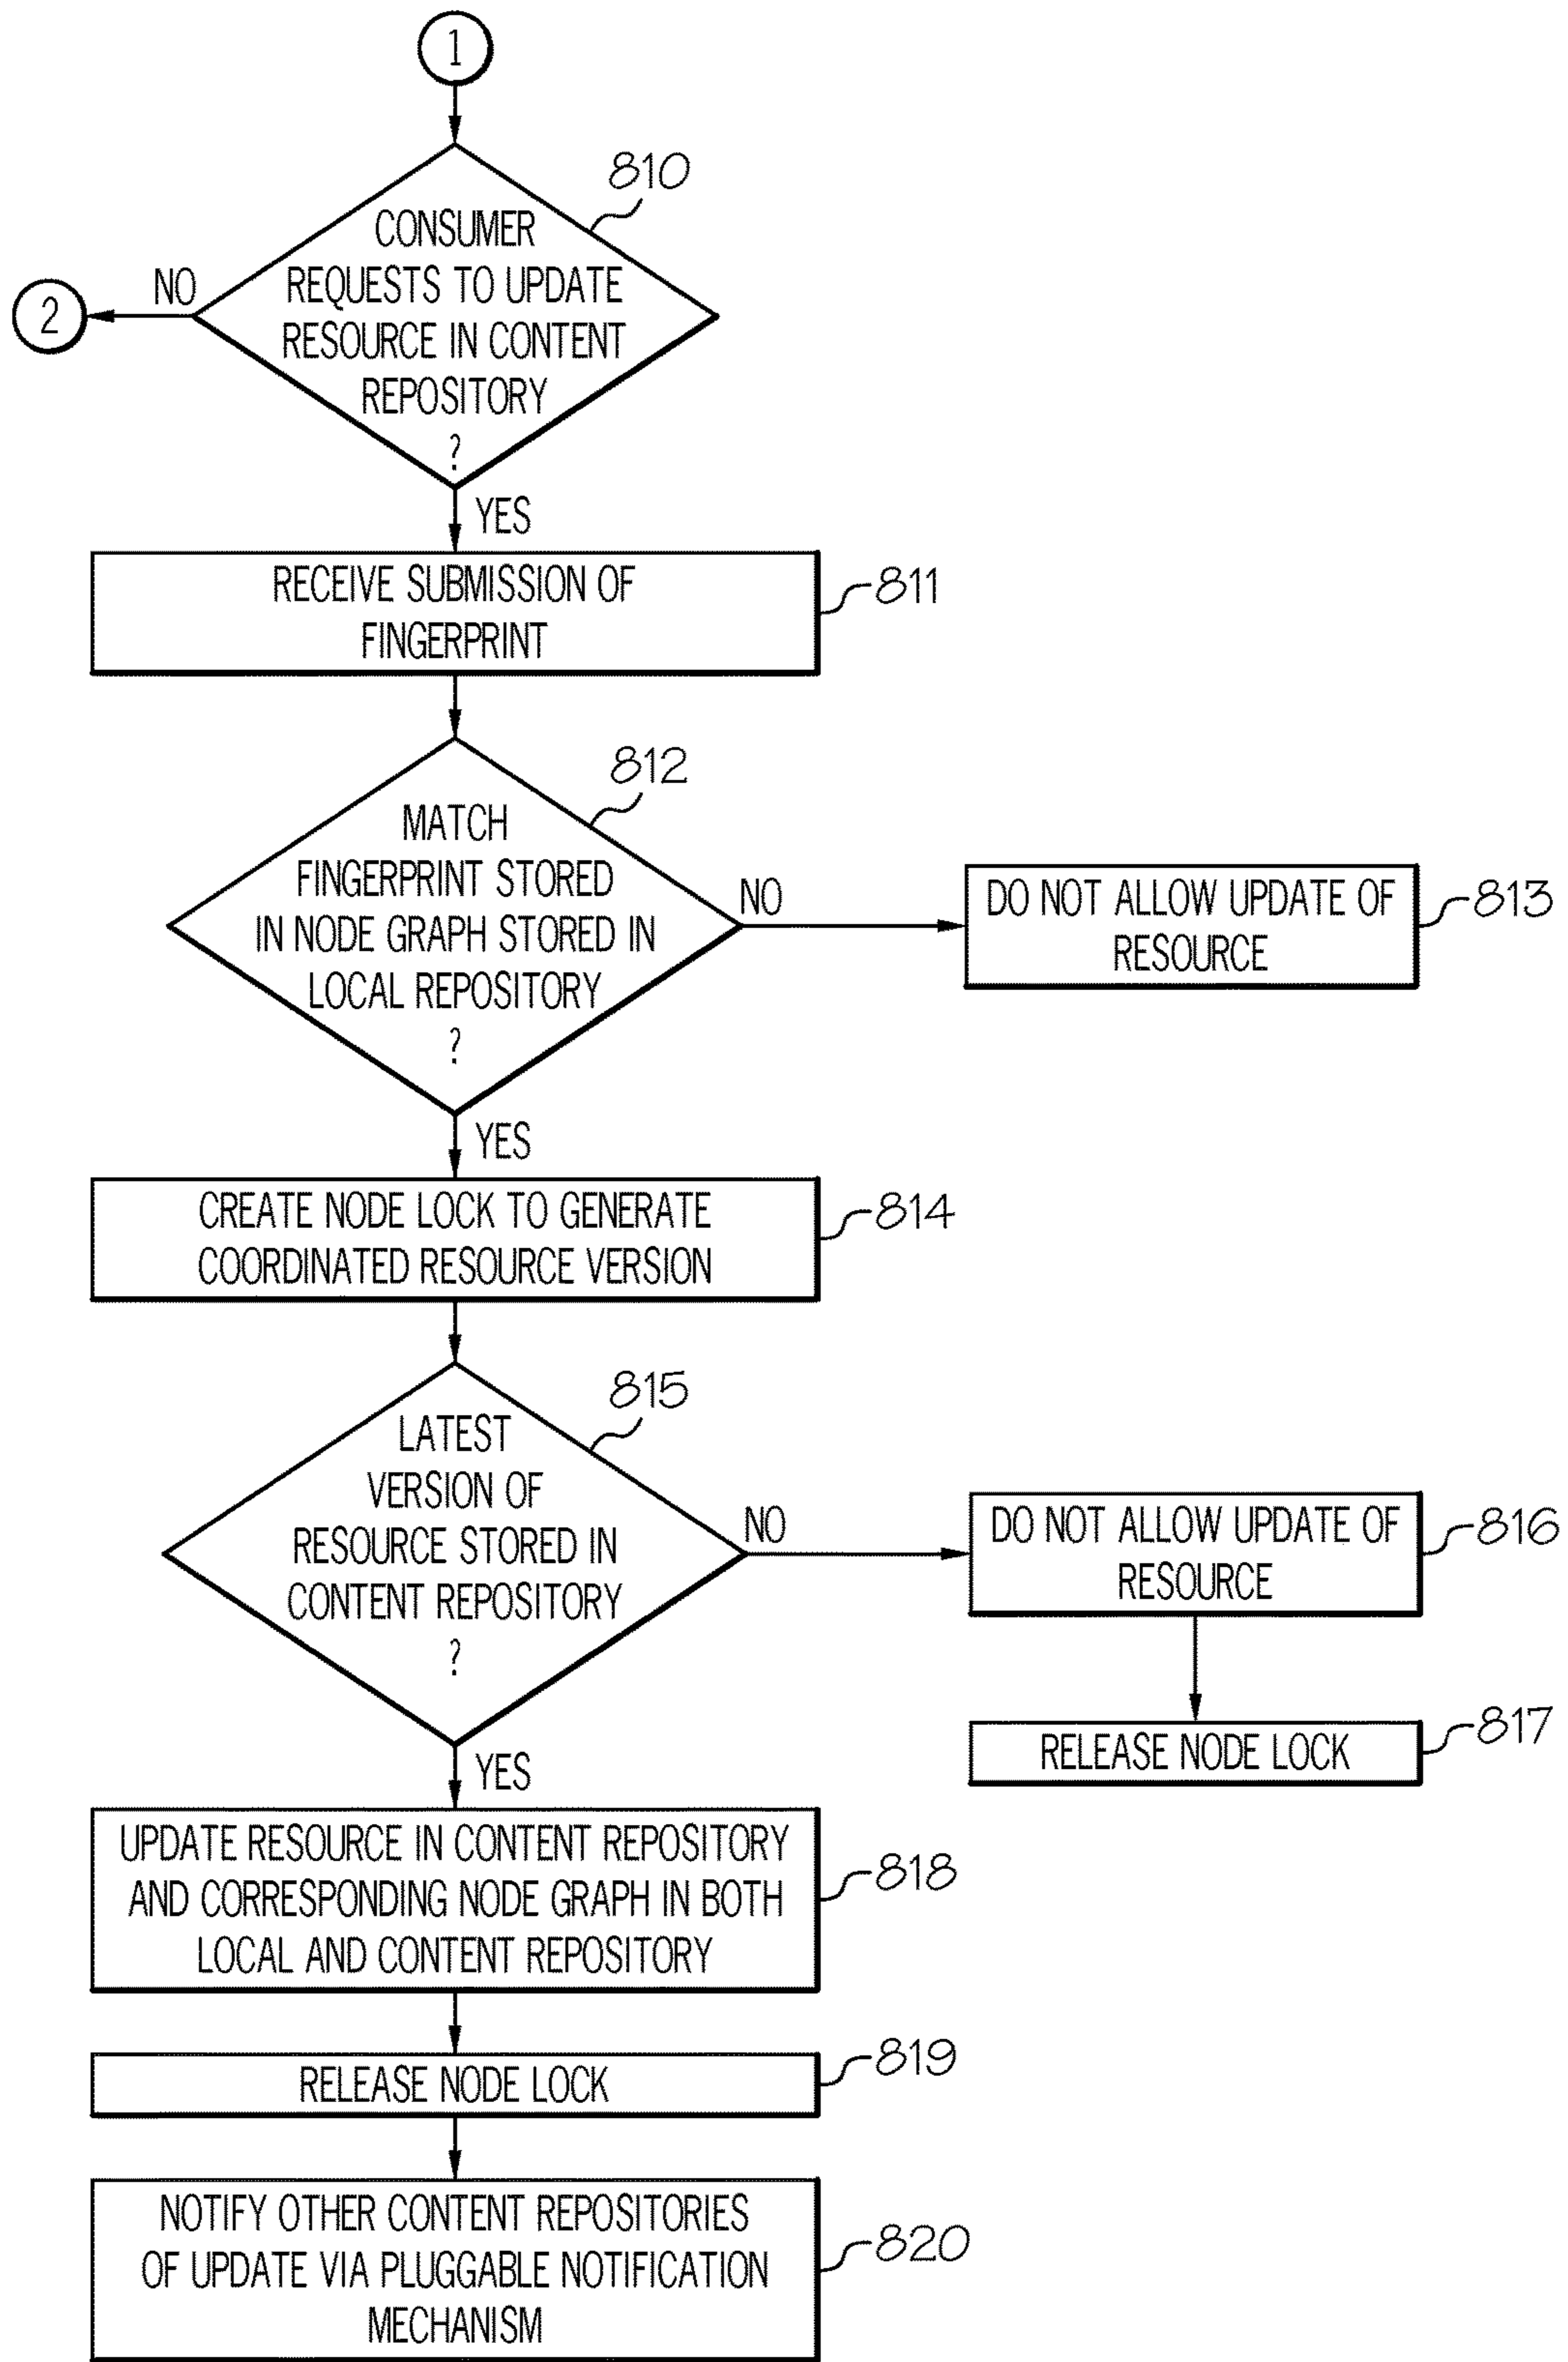 1
810
CONSUMER
REQUESTS TO UPDATE
RESOURCE IN CONTENT
REPOSITORY
?
NO
2
YES
RECEIVE SUBMISSION OF
FINGERPRINT
811
812
MATCH
FINGERPRINT STORED
IN NODE GRAPH STORED IN
LOCAL REPOSITORY
?
NO
DO NOT ALLOW UPDATE OF
RESOURCE
813
YES
CREATE NODE LOCK TO GENERATE
COORDINATED RESOURCE VERSION
814
815
LATEST
VERSION OF
RESOURCE STORED IN
CONTENT REPOSITORY
?
NO
DO NOT ALLOW UPDATE OF
RESOURCE
816
RELEASE NODE LOCK
817
YES
UPDATE RESOURCE IN CONTENT REPOSITORY
AND CORRESPONDING NODE GRAPH IN BOTH
LOCAL AND CONTENT REPOSITORY
818
RELEASE NODE LOCK
819
NOTIFY OTHER CONTENT REPOSITORIES
OF UPDATE VIA PLUGGABLE NOTIFICATION
MECHANISM
820